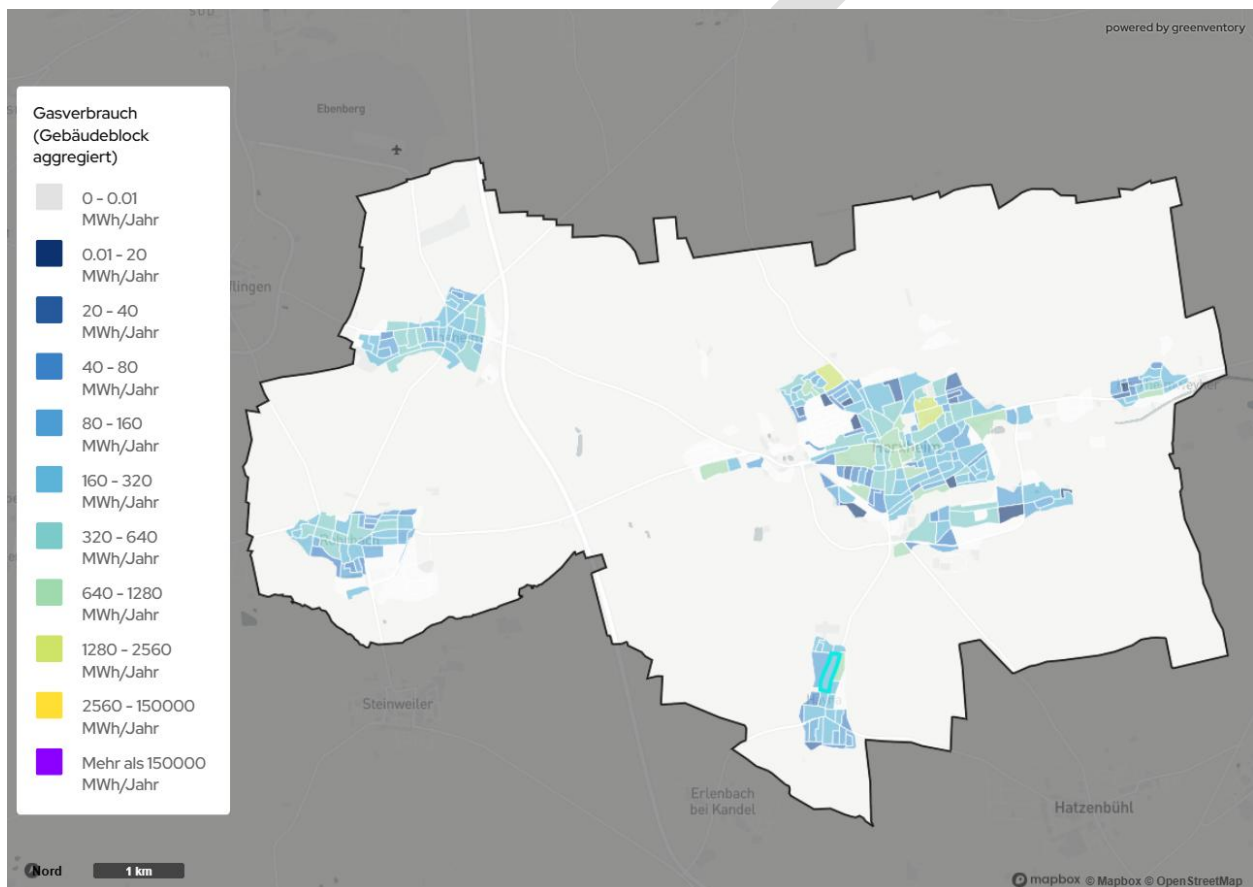 powered by greenventory
Ebenberg
Gasverbrauch
(Gebäudeblock
aggregiert)
0 - 0.01
MWh/Jahr
0.01 - 20
MWh/Jahr
20 - 40
MWh/Jahr
40 - 80
MWh/Jahr
80 - 160
MWh/Jahr
160 - 320
MWh/Jahr
320 - 640
MWh/Jahr
640 - 1280
MWh/Jahr
1280 - 2560
MWh/Jahr
2560 - 150000
MWh/Jahr
Mehr als 150000
MWh/Jahr
Herxheim
Rohrbach
Steinweiler
Erlenbach
bei Kandel
Hatzenbühl
Nord
1 km
mapbox © Mapbox © OpenStreetMap